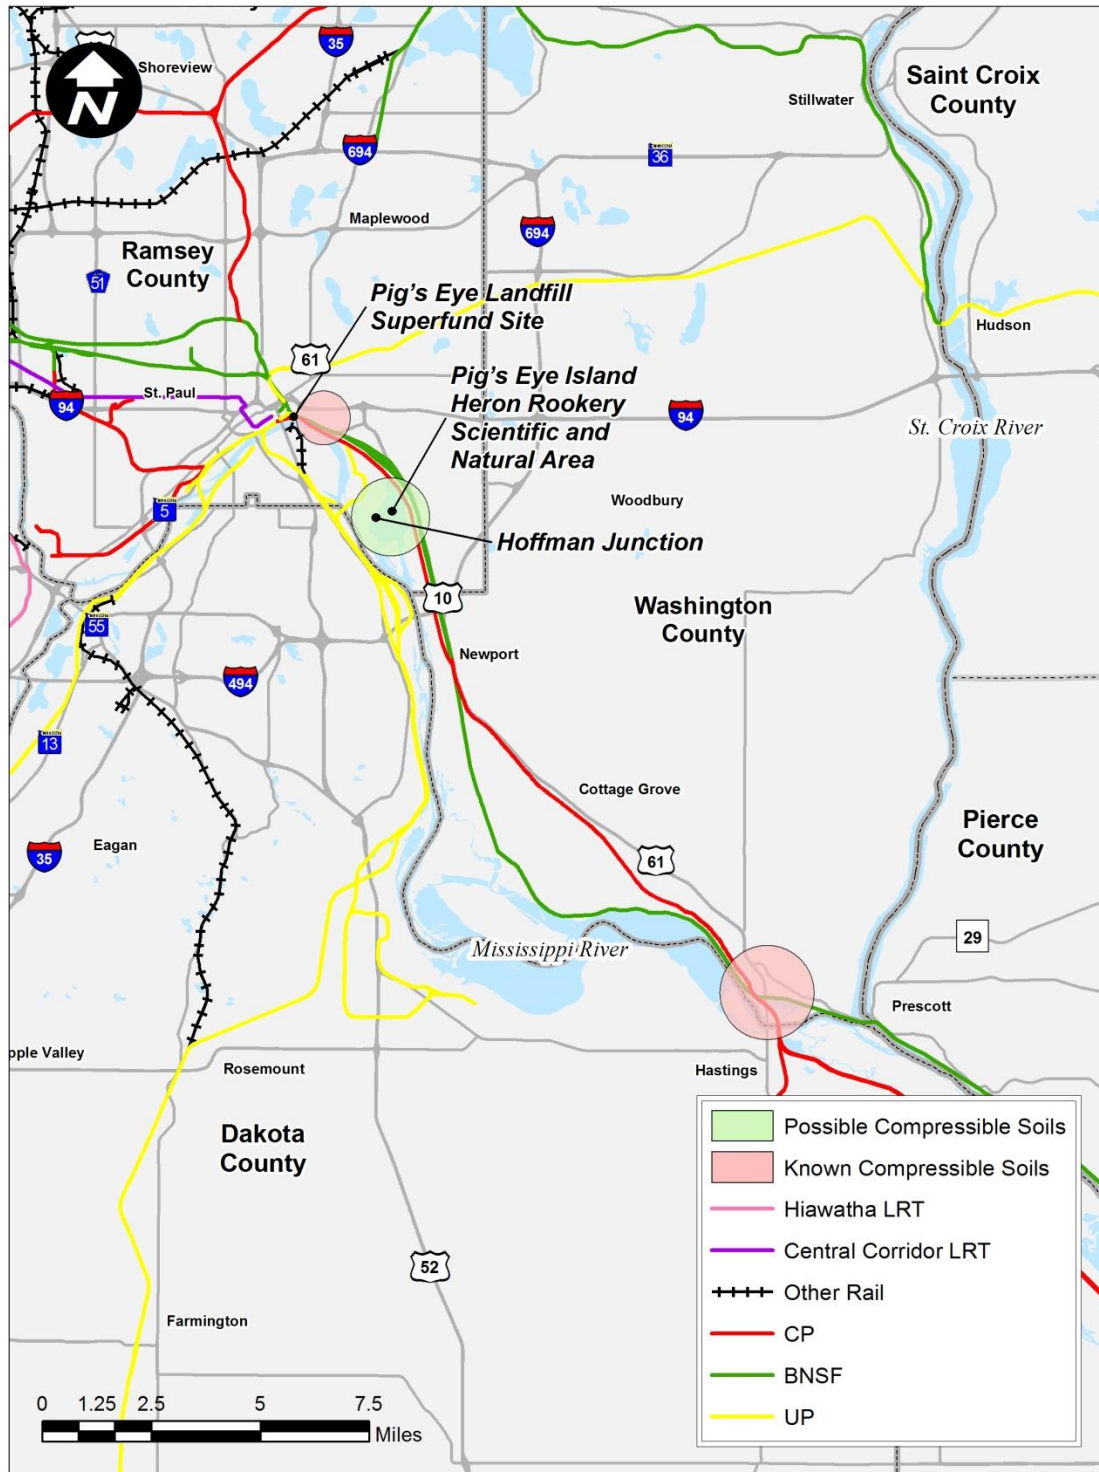 35
Shoreview
Saint Croix
County
N
Stillwater
694
36
Maplewood
694
Ramsey
County
51
Pig's Eye Landfill
Superfund Site
Hudson
61
Pig's Eye Island
Heron Rookery
Scientific and
Natural Area
St. Paul
94
94
St. Croix River
Woodbury
5
Hoffman Junction
10
Washington
County
55
Newport
494
13
Cottage Grove
Pierce
County
Eagan
35
61
29
Mississippi River
Prescott
pple Valley
Rosemount
Hastings
Dakota
County
52
Farmington
0 1.25 2.5 5 7.5
Miles
Possible Compressible Soils
Known Compressible Soils
Hiawatha LRT
Central Corridor LRT
Other Rail
CP
BNSF
UP